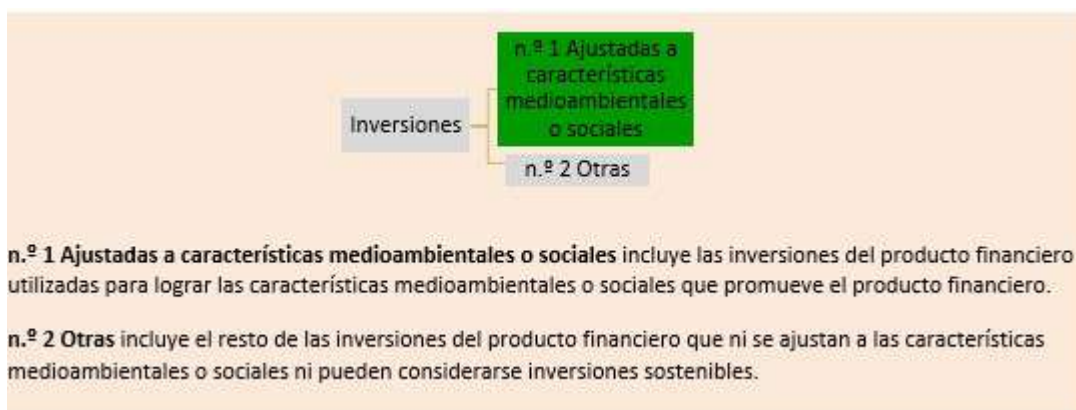 n.º 1 Ajustadas a
características
medioambientales
o sociales
Inversiones
n.º 2 Otras
n.º 1 Ajustadas a características medioambientales o sociales incluye las inversiones del producto financiero
utilizadas para lograr las características medioambientales o sociales que promueve el producto financiero.
n.º 2 Otras incluye el resto de las inversiones del producto financiero que ni se ajustan a las características
medioambientales o sociales ni pueden considerarse inversiones sostenibles.